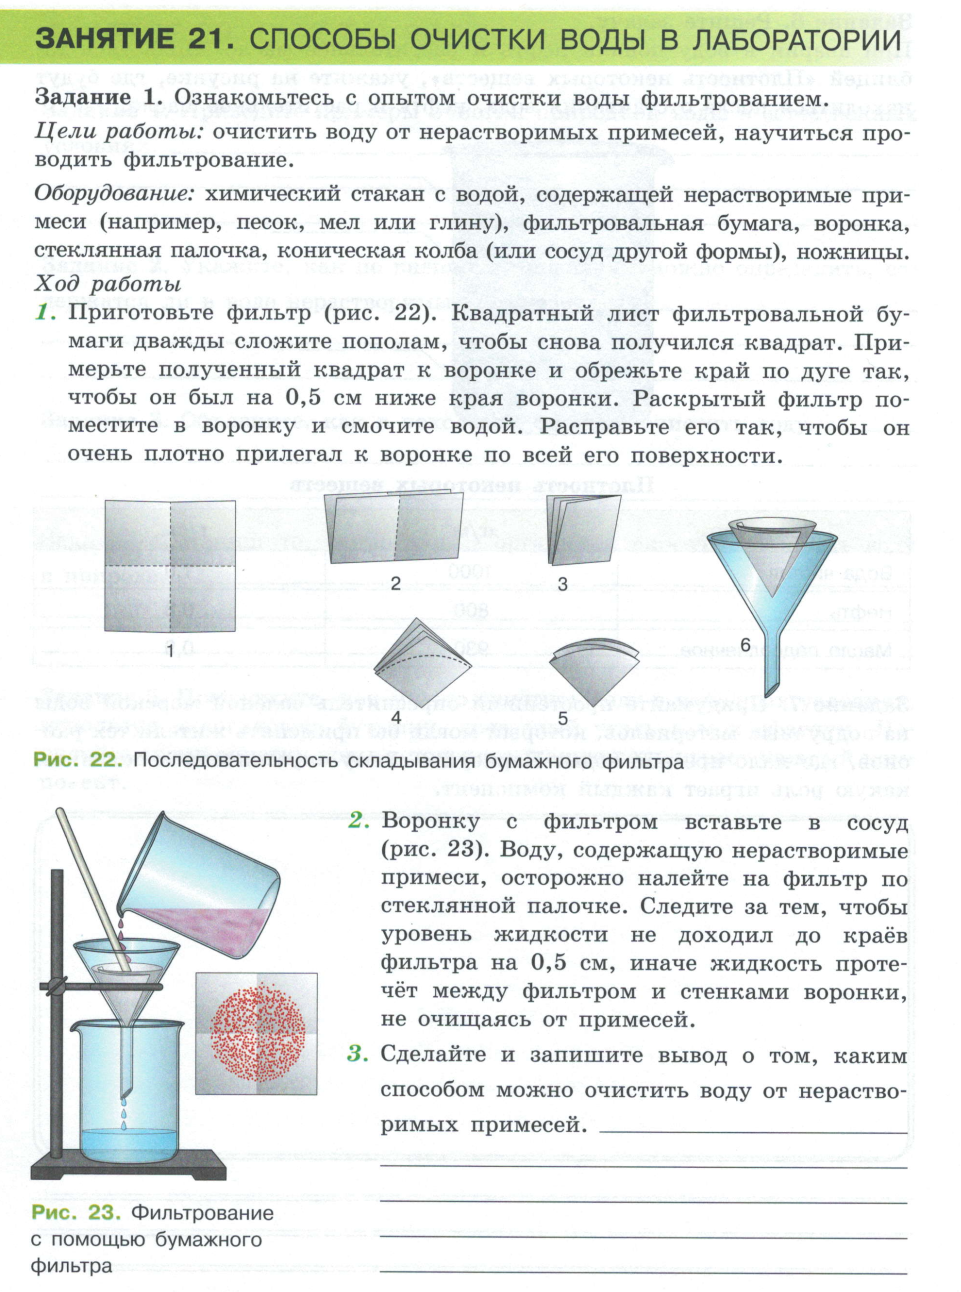 ЗАНЯТИЕ 21. СПОСОБЫ ОЧИСТКИ ВОДЫ В ЛАБОРАТОРИИ
Задание 1. Ознакомьтесь с опытом очистки воды фильтрованием.
Цели работы: очистить воду от нерастворимых примесей, научиться про-
водить фильтрование.
Оборудование: химический стакан с водой, содержащей нерастворимые при-
меси (например, песок, мел или глину), фильтровальная бумага, воронка,
стеклянная палочка, коническая колба (или сосуд другой формы), ножницы.
Ход работы
1. Приготовьте фильтр (рис. 22). Квадратный лист фильтровальной бу-
маги дважды сложите пополам, чтобы снова получился квадрат. При-
мерьте полученный квадрат к воронке и обрежьте край по дуге так,
чтобы он был на 0,5 см ниже края воронки. Раскрытый фильтр по-
местите в воронку и смочите водой. Расправьте его так, чтобы он
очень плотно прилегал к воронке по всей его поверхности.
1
2
3
4
5
6
Рис. 22. Последовательность складывания бумажного фильтра
2. Воронку с фильтром вставьте в сосуд
(рис. 23). Воду, содержащую нерастворимые
примеси, осторожно налейте на фильтр по
стеклянной палочке. Следите за тем, чтобы
уровень жидкости не доходил до краёв
фильтра на 0,5 см, иначе жидкость проте-
чёт между фильтром и стенками воронки,
не очищаясь от примесей.
3. Сделайте и запишите вывод о том, каким
способом можно очистить воду от нераство-
римых примесей.
Рис. 23. Фильтрование
с помощью бумажного
фильтра